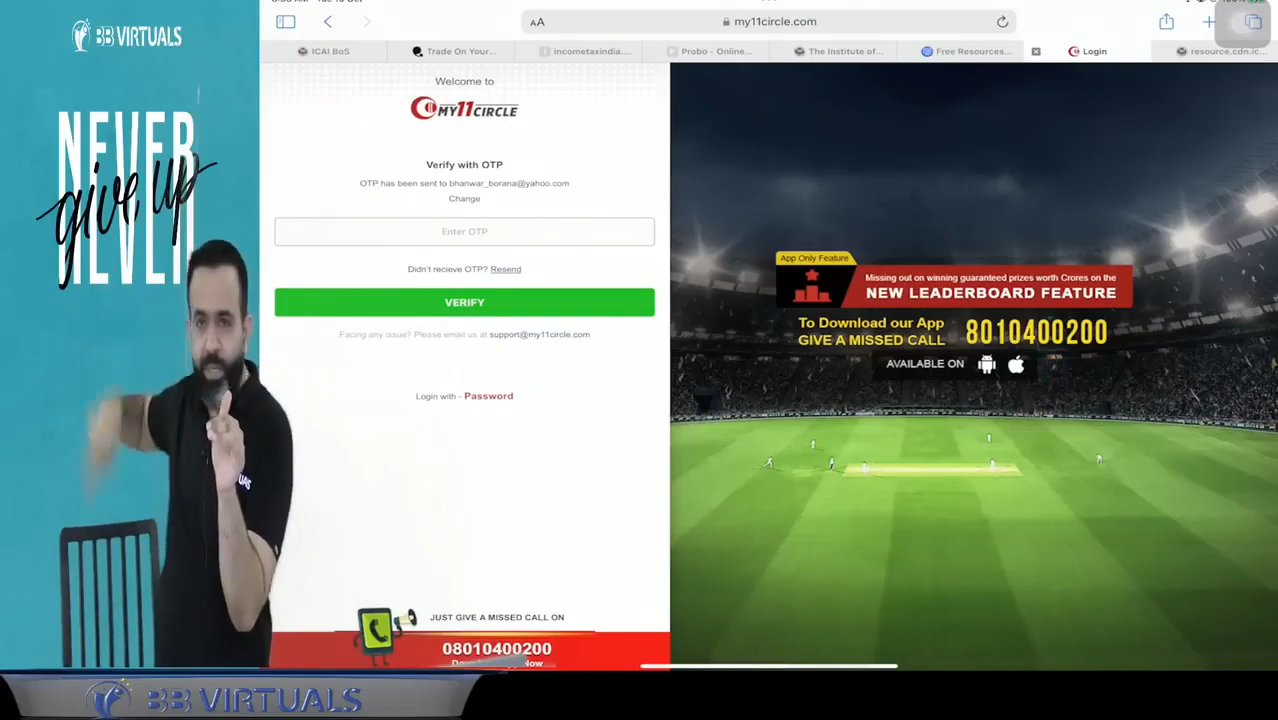 BB VIRTUALS
NEVER
give up
NEVER
UALS
AA
my11circle.com
ICAI BoS
Trade On Your...
incometaxindia....
Probo - Online...
The Institute of...
Free Resources...
Login
resource.cdn.ic...
Welcome to
MY11CIRCLE
Verify with OTP
OTP has been sent to bhanwar_borana@yahoo.com
Change
Enter OTP
Didn't recieve OTP? Resend
VERIFY
Facing any issue? Please email us at support@my11circle.com
Login with - Password
JUST GIVE A MISSED CALL ON
08010400200
App Only Feature
Missing out on winning guaranteed prizes worth Crores on the
NEW LEADERBOARD FEATURE
To Download our App
GIVE A MISSED CALL 8010400200
AVAILABLE ON
BB VIRTUALS